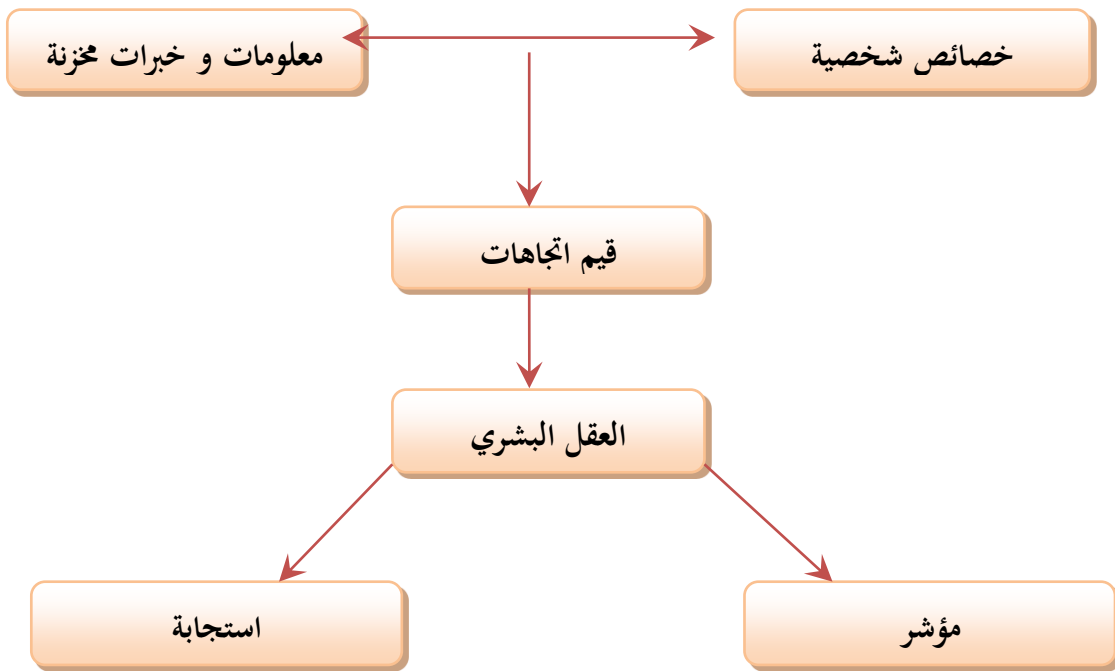 خصائص شخصية
معلومات و خبرات مخزنة
قيم اتجاهات
العقل البشري
مؤشر
استجابة